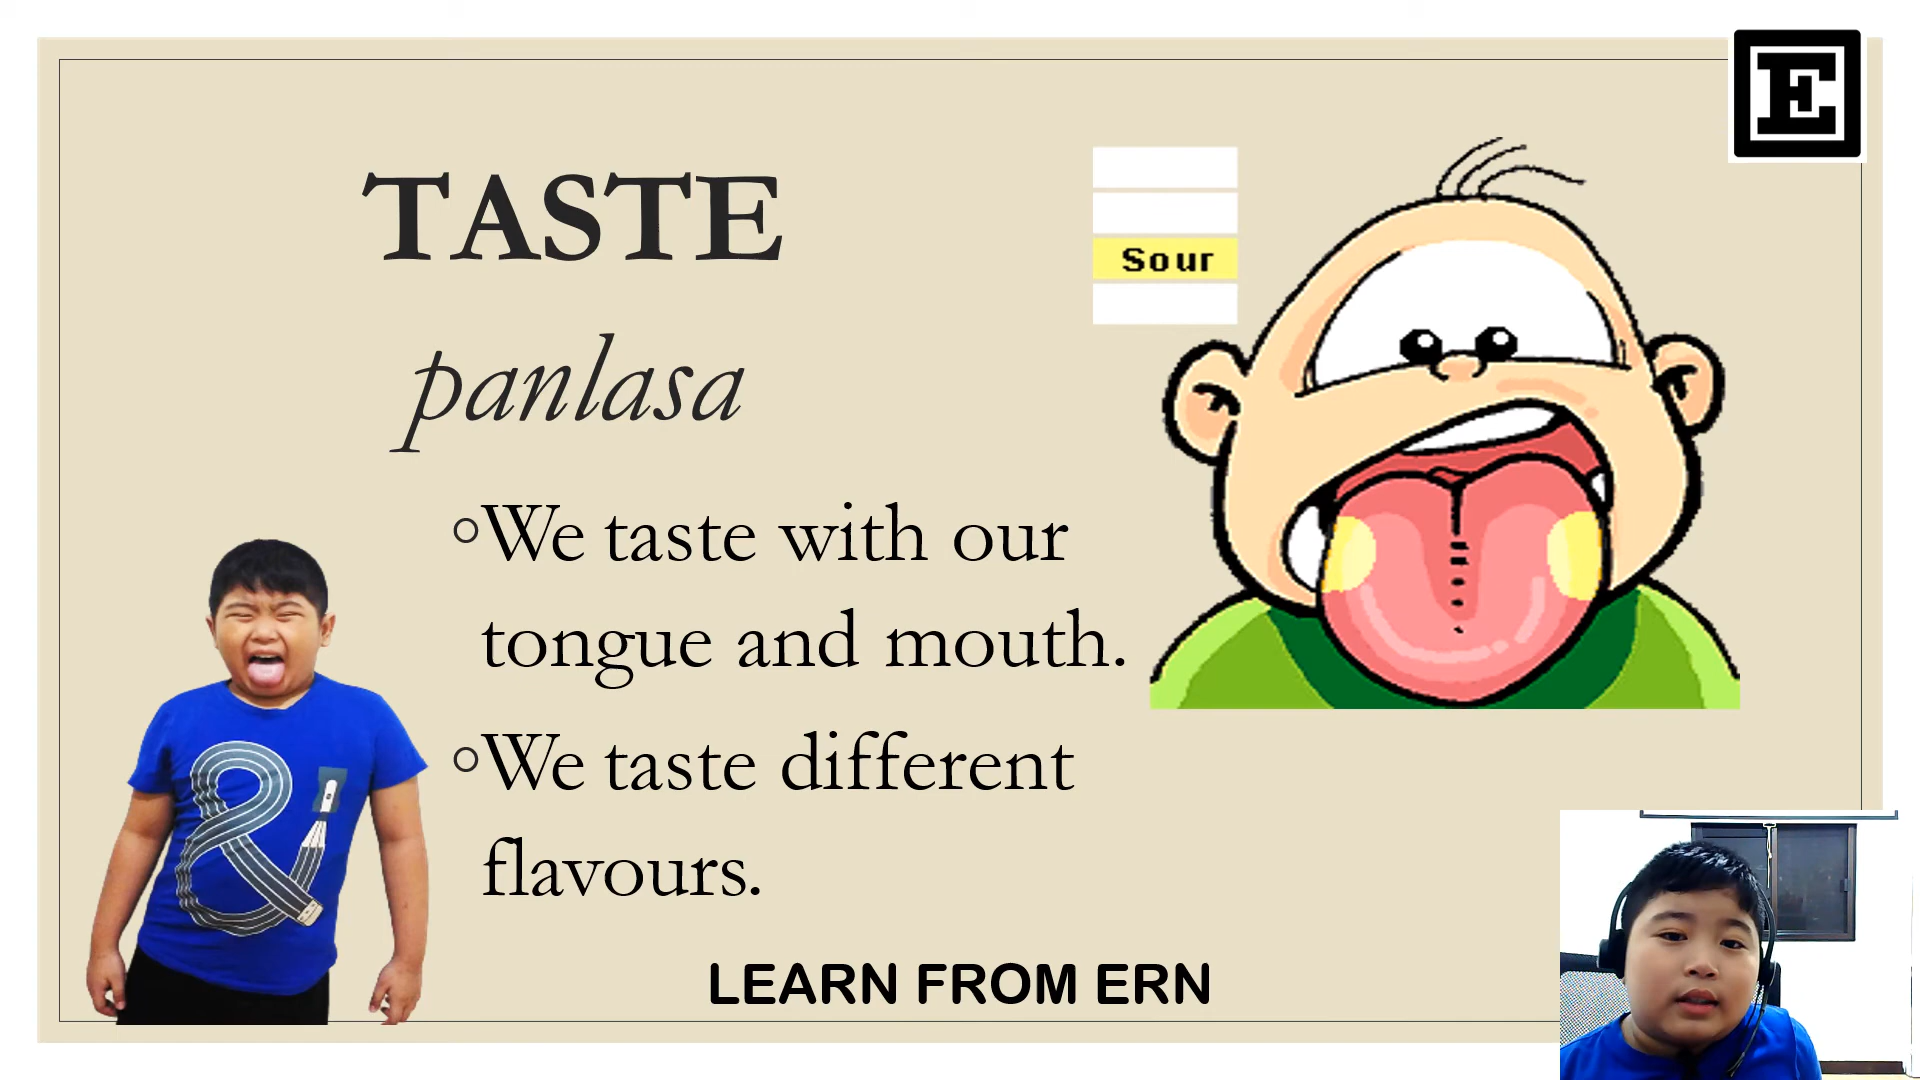 E
TASTE
Sour
panlasa
We taste with our
tongue and mouth.
We taste different
flavours.
LEARN FROM ERN